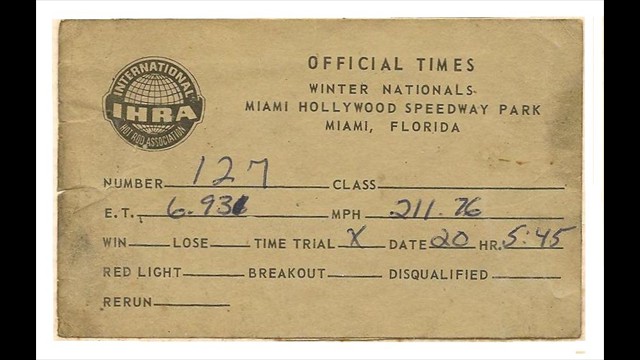 INTERNATIONAL
IHRA
HOT ROD ASSOCIATION
OFFICIAL TIMES
WINTER NATIONALS
MIAMI HOLLYWOOD SPEEDWAY PARK
MIAMI, FLORIDA
NUMBER 127 CLASS
E.T. 6.931 MPH 211.76
WIN LOSE TIME TRIAL X DATE 20 HR. 5:45
RED LIGHT BREAKOUT DISQUALIFIED
RERUN